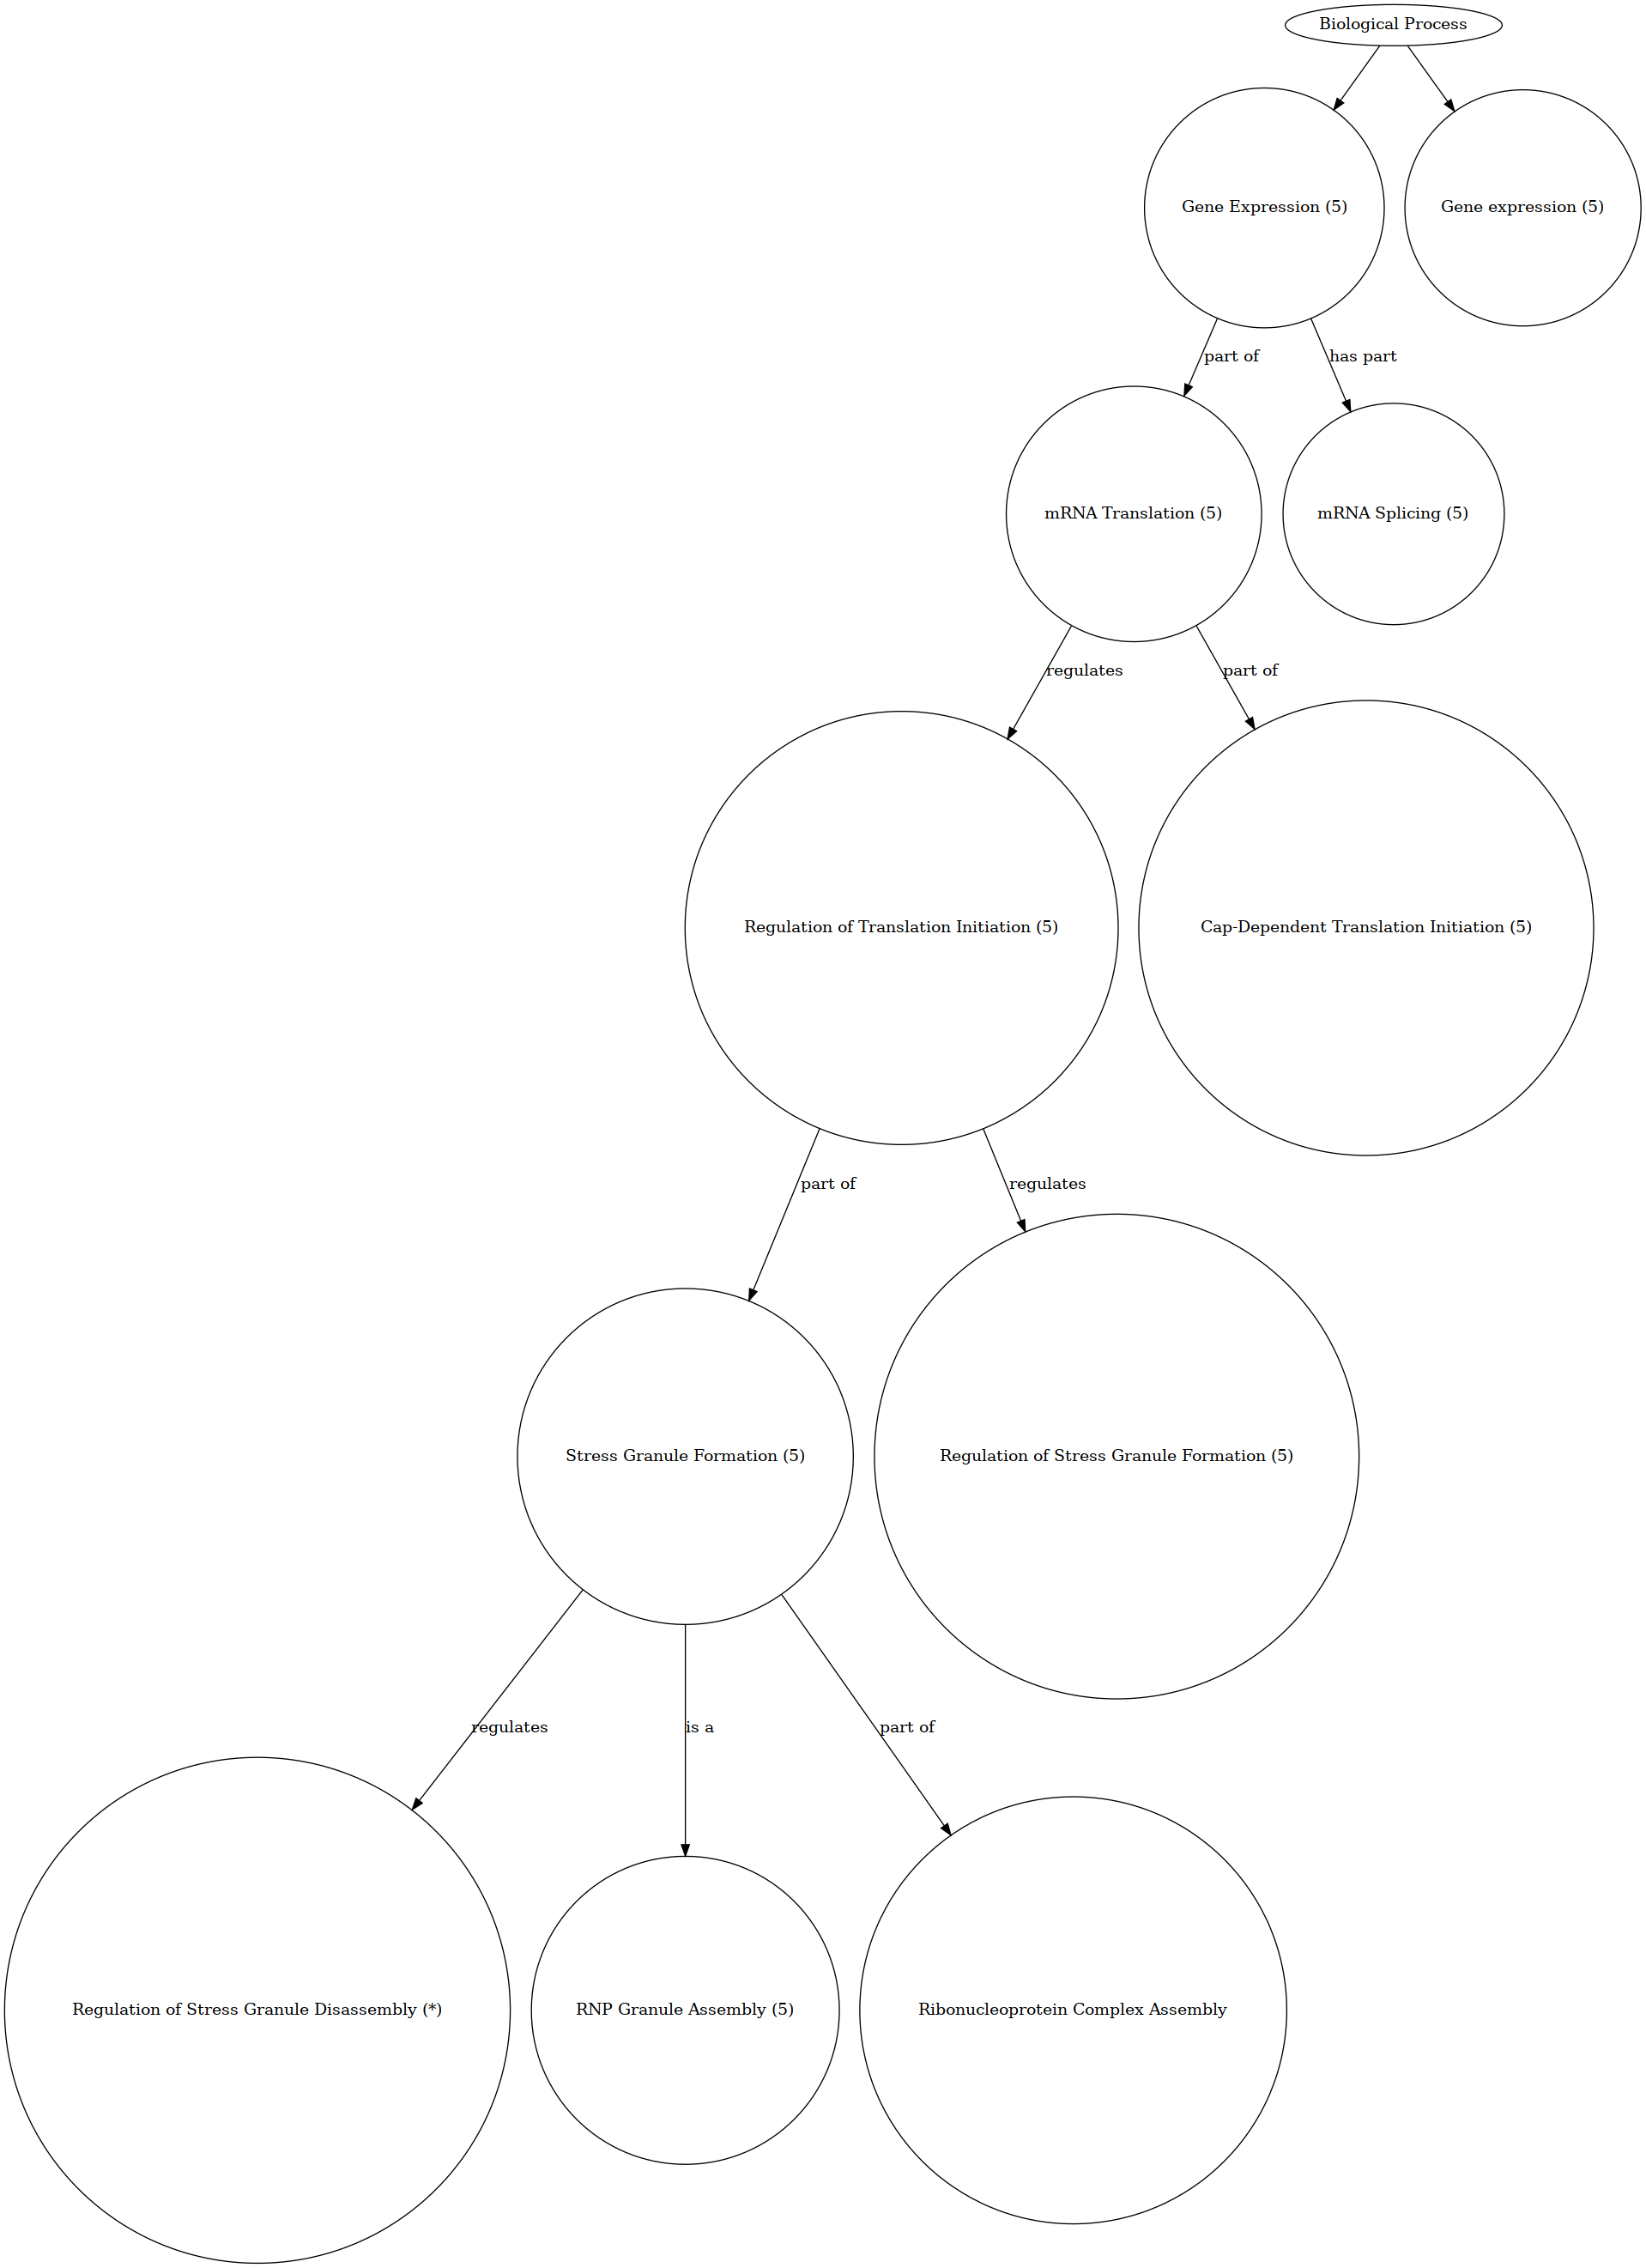 Biological Process
Gene Expression (5)
Gene expression (5)
part of
has part
mRNA Translation (5)
mRNA Splicing (5)
regulates
part of
Regulation of Translation Initiation (5)
Cap-Dependent Translation Initiation (5)
part of
regulates
Stress Granule Formation (5)
Regulation of Stress Granule Formation (5)
regulates
is a
part of
Regulation of Stress Granule Disassembly (*)
RNP Granule Assembly (5)
Ribonucleoprotein Complex Assembly